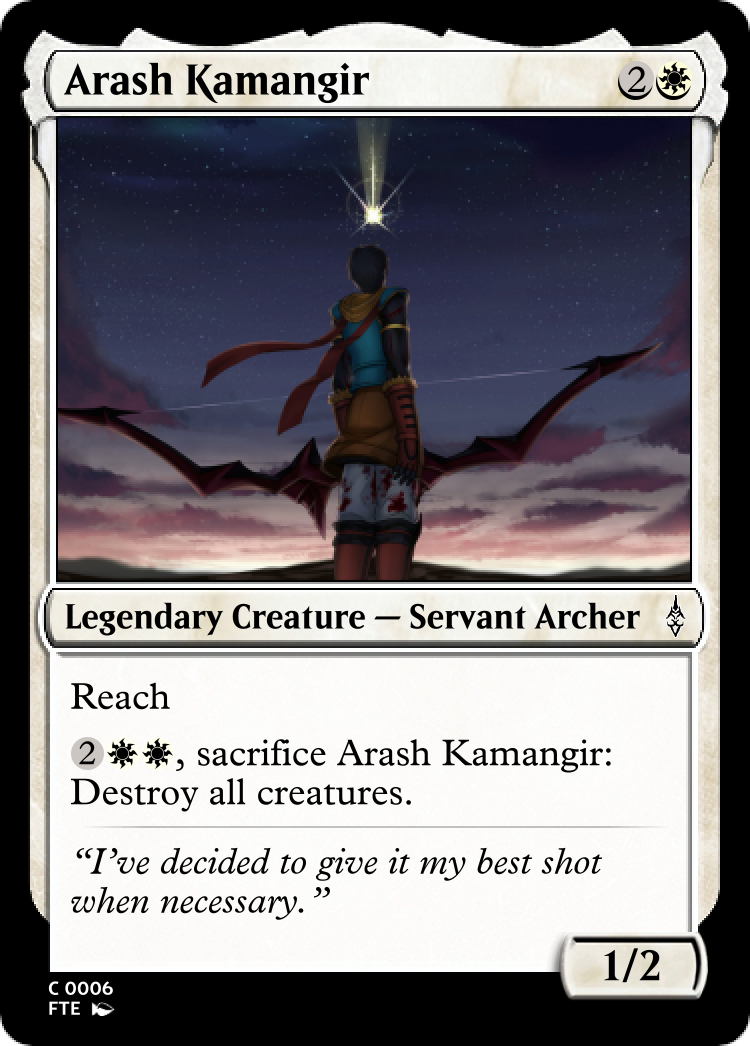 Arash Kamangir 2
Legendary Creature — Servant Archer
Reach
2, sacrifice Arash Kamangir:
Destroy all creatures.
“I’ve decided to give it my best shot
when necessary.”
1/2
C 0006
FTE